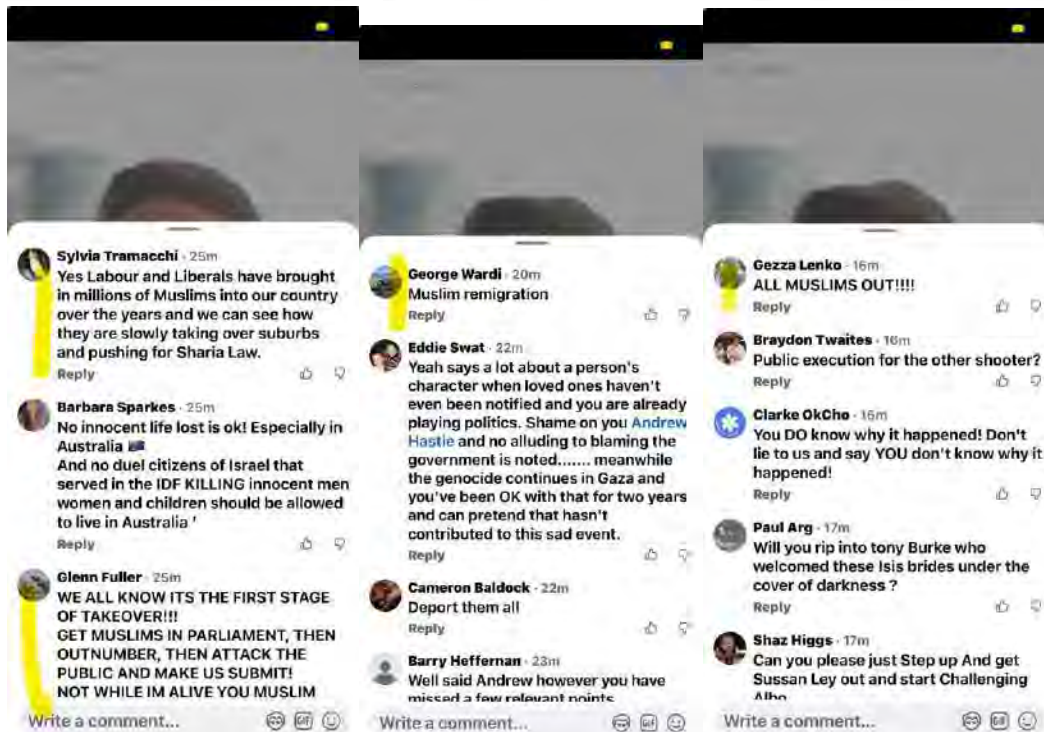 Sylvia Tramacchi · 25m
Yes Labour and Liberals have brought
in millions of Muslims into our country
over the years and we can see how
they are slowly taking over suburbs
and pushing for Sharia Law.
Reply
Barbara Sparkes · 25m
No innocent life lost is ok! Especially in
Australia 🇦🇺
And no duel citizens of Israel that
served in the IDF KILLING innocent men
women and children should be allowed
to live in Australia '
Reply
Glenn Fuller · 25m
WE ALL KNOW ITS THE FIRST STAGE
OF TAKEOVER!!!
GET MUSLIMS IN PARLIAMENT, THEN
OUTNUMBER, THEN ATTACK THE
PUBLIC AND MAKE US SUBMIT!
NOT WHILE IM ALIVE YOU MUSLIM
Write a comment...
GIF
George Wardi · 20m
Muslim remigration
Reply
Eddie Swat · 22m
Yeah says a lot about a person's
character when loved ones haven't
even been notified and you are already
playing politics. Shame on you Andrew
Hastie and no alluding to blaming the
government is noted....... meanwhile
the genocide continues in Gaza and
you've been OK with that for two years
and can pretend that hasn't
contributed to this sad event.
Reply
Cameron Baldock · 22m
Deport them all
Reply
Barry Heffernan · 23m
Well said Andrew however you have
missed a few relevant points
Write a comment...
GIF
Gezza Lenko · 16m
ALL MUSLIMS OUT!!!!
Reply
Braydon Twaites · 16m
Public execution for the other shooter?
Reply
Clarke OkCho · 16m
You DO know why it happened! Don't
lie to us and say YOU don't know why it
happened!
Reply
Paul Arg · 17m
Will you rip into tony Burke who
welcomed these Isis brides under the
cover of darkness ?
Reply
Shaz Higgs · 17m
Can you please just Step up And get
Sussan Ley out and start Challenging
Albo
Write a comment...
GIF